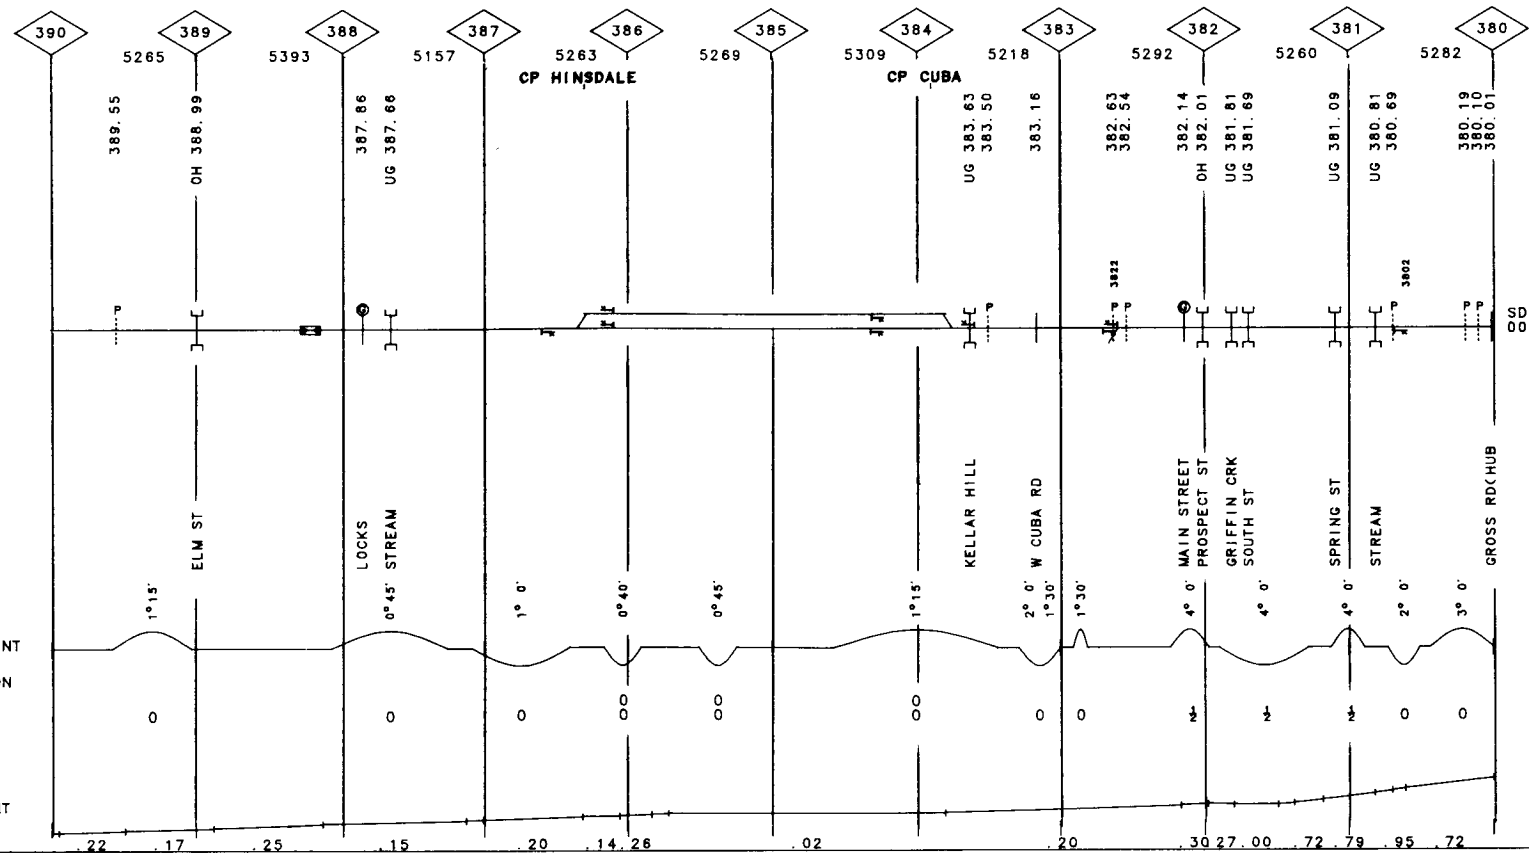 390 389 388 387 386 385 384 383 382 381 380
5265 5393 5157 5263 5269 5309 5218 5292 5260 5282
CP HINSDALE CP CUBA
389.55
OH 388.99
387.86
UG 387.66
UG 383.63
383.50
383.16
382.63
382.54
382.14
OH 382.01
UG 381.81
UG 381.69
UG 381.09
UG 380.81
380.69
380.19
380.10
380.01
3822
3802
P G P P P G P P P
SD
00
ELM ST
LOCKS
STREAM
KELLAR HILL
W CUBA RD
MAIN STREET
PROSPECT ST
GRIFFIN CRK
SOUTH ST
SPRING ST
STREAM
GROSS RD(HUB
1°15' 0°45' 1° 0' 0°40' 0°45' 1°15' 2° 0' 1°30' 1°30' 4° 0' 4° 0' 4° 0' 2° 0' 3° 0'
NT
N
0 0 0
0 0 0 0 0 0 0 0 ½ ½ ½ 0 0
T
.22 .17 .25 .15 .20 .14 .26 .02 .20 .30 27 .00 .72 .79 .95 .72